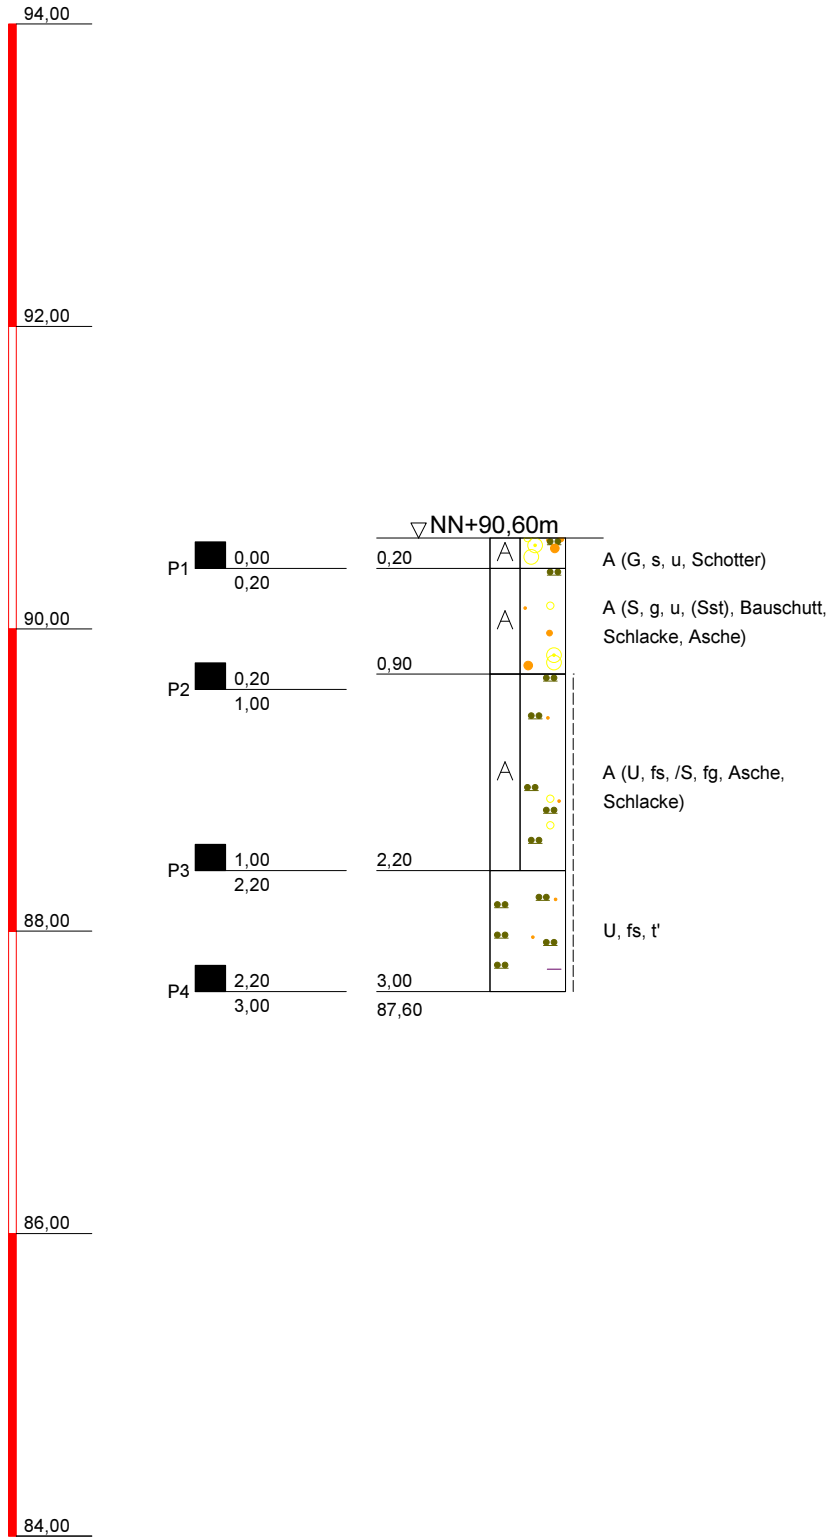 94,00
92,00
NN+90,60m
P1
0,00
0,20
0,20
A
A (G, s, u, Schotter)
A
A (S, g, u, (Sst), Bauschutt,
Schlacke, Asche)
90,00
P2
0,20
1,00
0,90
A
A (U, fs, /S, fg, Asche,
Schlacke)
P3
1,00
2,20
2,20
88,00
U, fs, t'
P4
2,20
3,00
3,00
87,60
86,00
84,00